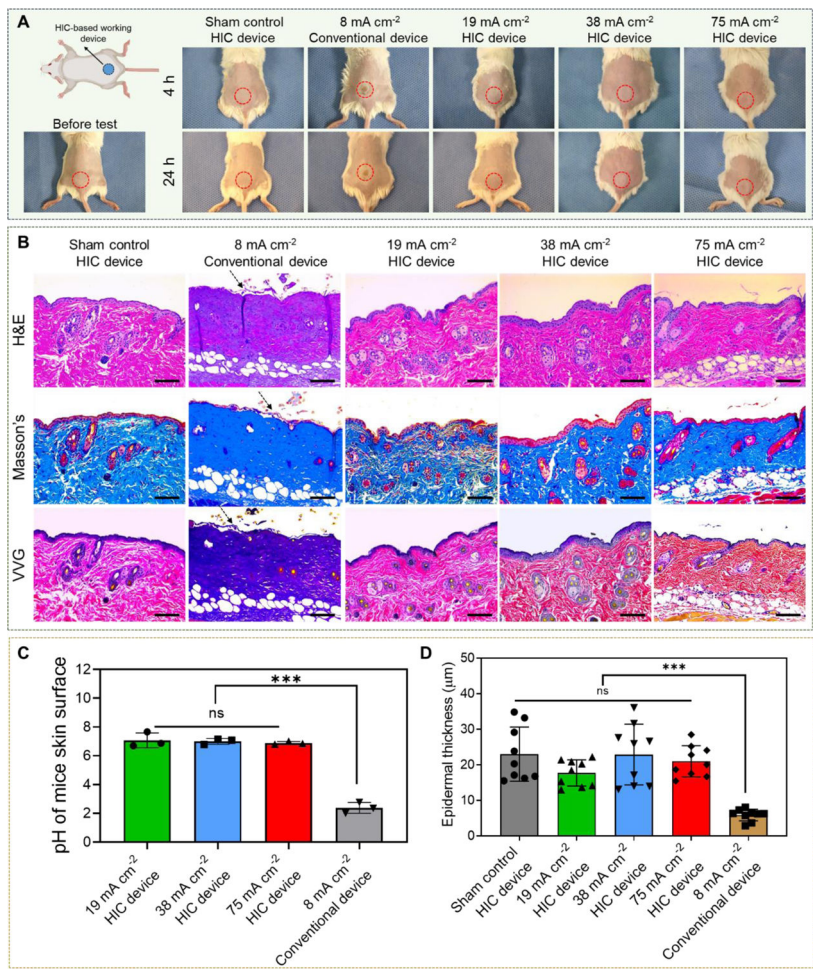 A
HIC-based working
device
Before test
Sham control
HIC device
8 mA cm⁻²
Conventional device
19 mA cm⁻²
HIC device
38 mA cm⁻²
HIC device
75 mA cm⁻²
HIC device
4 h
24 h
B
Sham control
HIC device
8 mA cm⁻²
Conventional device
19 mA cm⁻²
HIC device
38 mA cm⁻²
HIC device
75 mA cm⁻²
HIC device
H&E
Masson's
VVG
C
pH of mice skin surface
12
10
8
6
4
2
0
ns
***
19 mA cm⁻²
HIC device
38 mA cm⁻²
HIC device
75 mA cm⁻²
HIC device
8 mA cm⁻²
Conventional device
D
Epidermal thickness (μm)
50
40
30
20
10
0
ns
***
Sham control
HIC device
19 mA cm⁻²
HIC device
38 mA cm⁻²
HIC device
75 mA cm⁻²
HIC device
8 mA cm⁻²
Conventional device